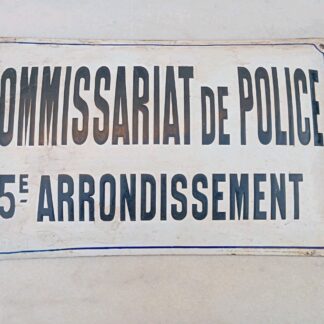 OMMISSARIAT DE POLICE
5E ARRONDISSEMENT